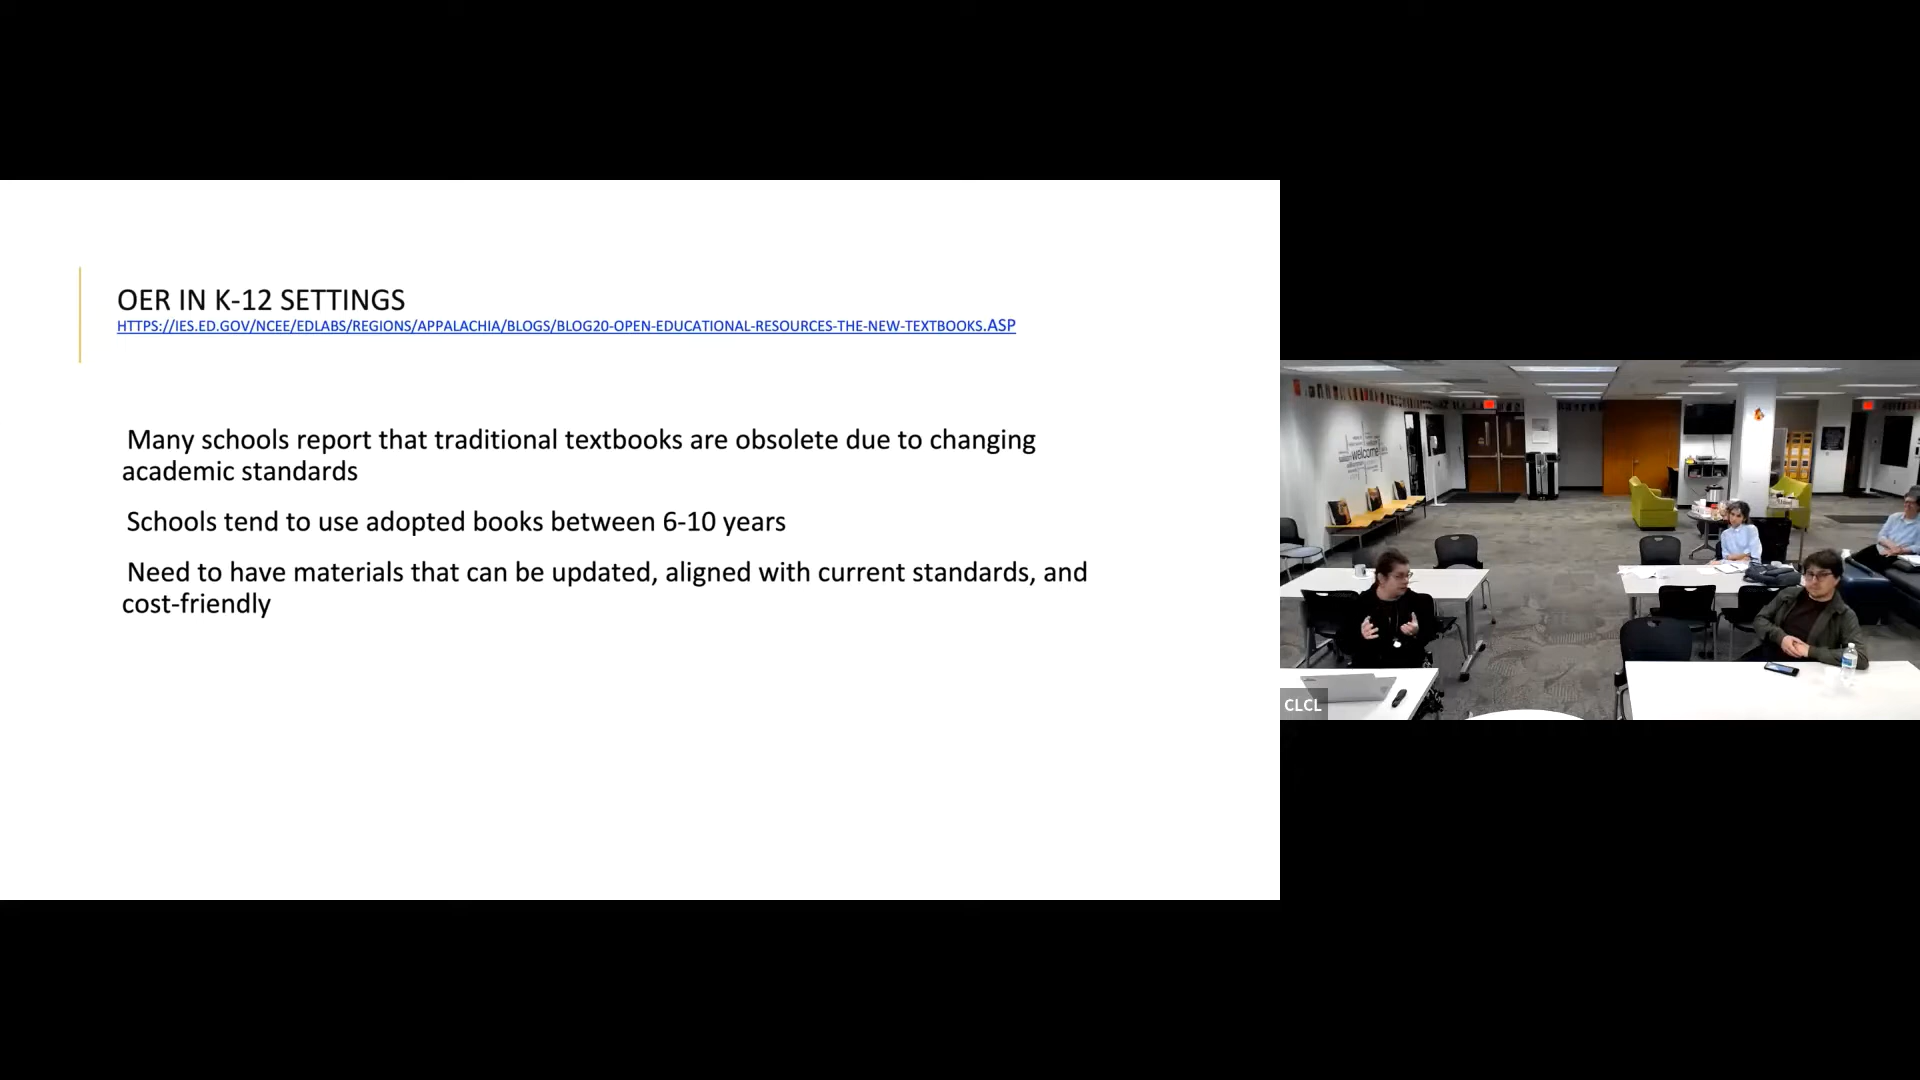 OER IN K-12 SETTINGS
HTTPS://IES.ED.GOV/NCEE/EDLABS/REGIONS/APPALACHIA/BLOGS/BLOG20-OPEN-EDUCATIONAL-RESOURCES-THE-NEW-TEXTBOOKS.ASP
Many schools report that traditional textbooks are obsolete due to changing
academic standards
Schools tend to use adopted books between 6-10 years
Need to have materials that can be updated, aligned with current standards, and
cost-friendly
welcome
CLCL